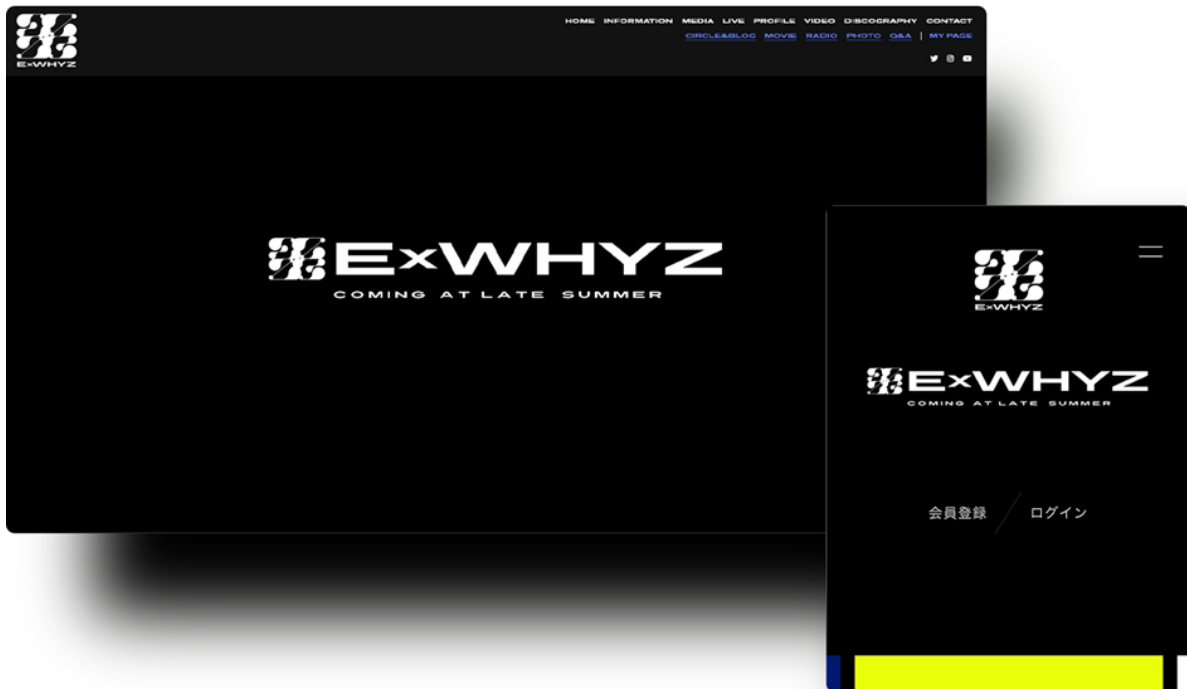 HOME INFORMATION MEDIA LIVE PROFILE VIDEO DISCOGRAPHY CONTACT
CIRCLE&BLOG MOVIE RADIO PHOTO Q&A | MY PAGE
ExWHYZ
ExWHYZ
COMING AT LATE SUMMER
ExWHYZ
ExWHYZ
COMING AT LATE SUMMER
会員登録 ログイン